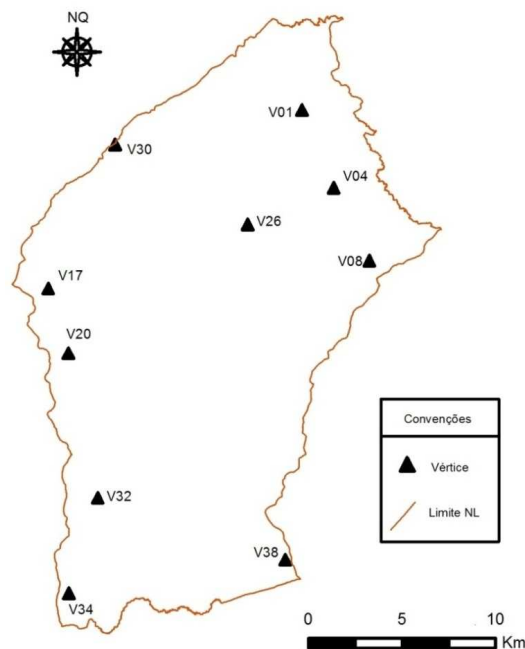 NQ
V01
V30
V04
V26
V08
V17
V20
Convenções
Vértice
V32
Limite NL
V38
V34
0 5 10
Km